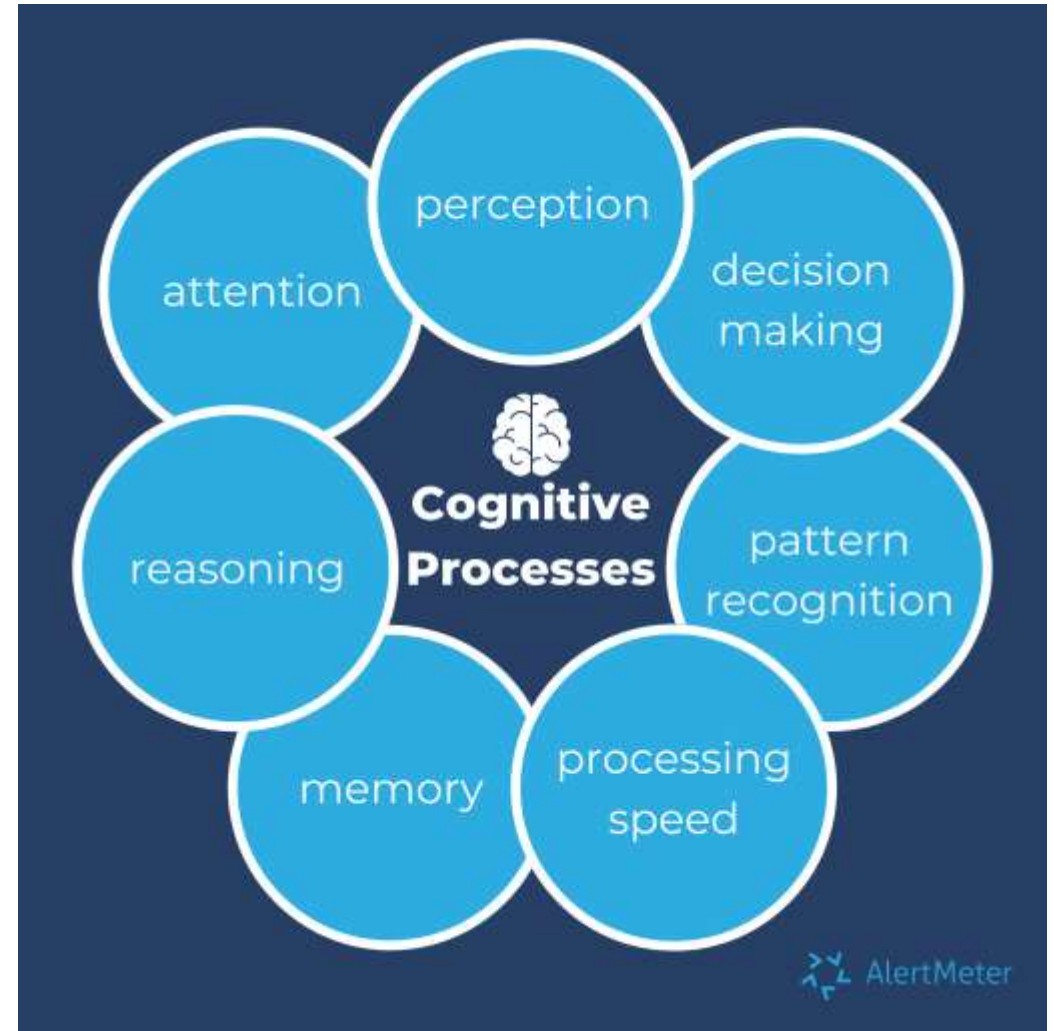 perception
decision
making
attention
Cognitive
Processes
pattern
recognition
reasoning
processing
speed
memory
AlertMeter